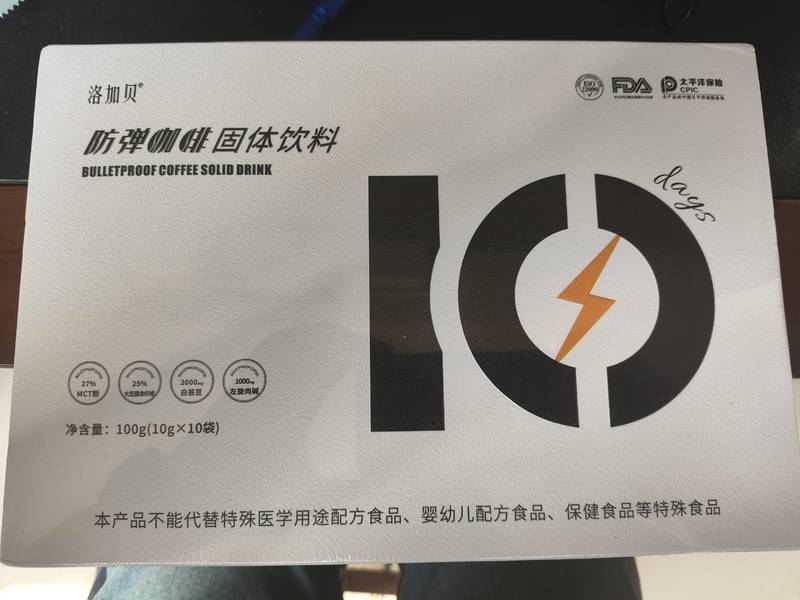 洛加贝®
ISO
22000
FDA
太平洋保险
CPIC
防弹咖啡固体饮料
BULLETPROOF COFFEE SOLID DRINK
10
days
27%
MCT粉
25%
大豆膳食纤维
2000mg
白芸豆
1000mg
左旋肉碱
净含量：100g(10g×10袋)
本产品不能代替特殊医学用途配方食品、婴幼儿配方食品、保健食品等特殊食品